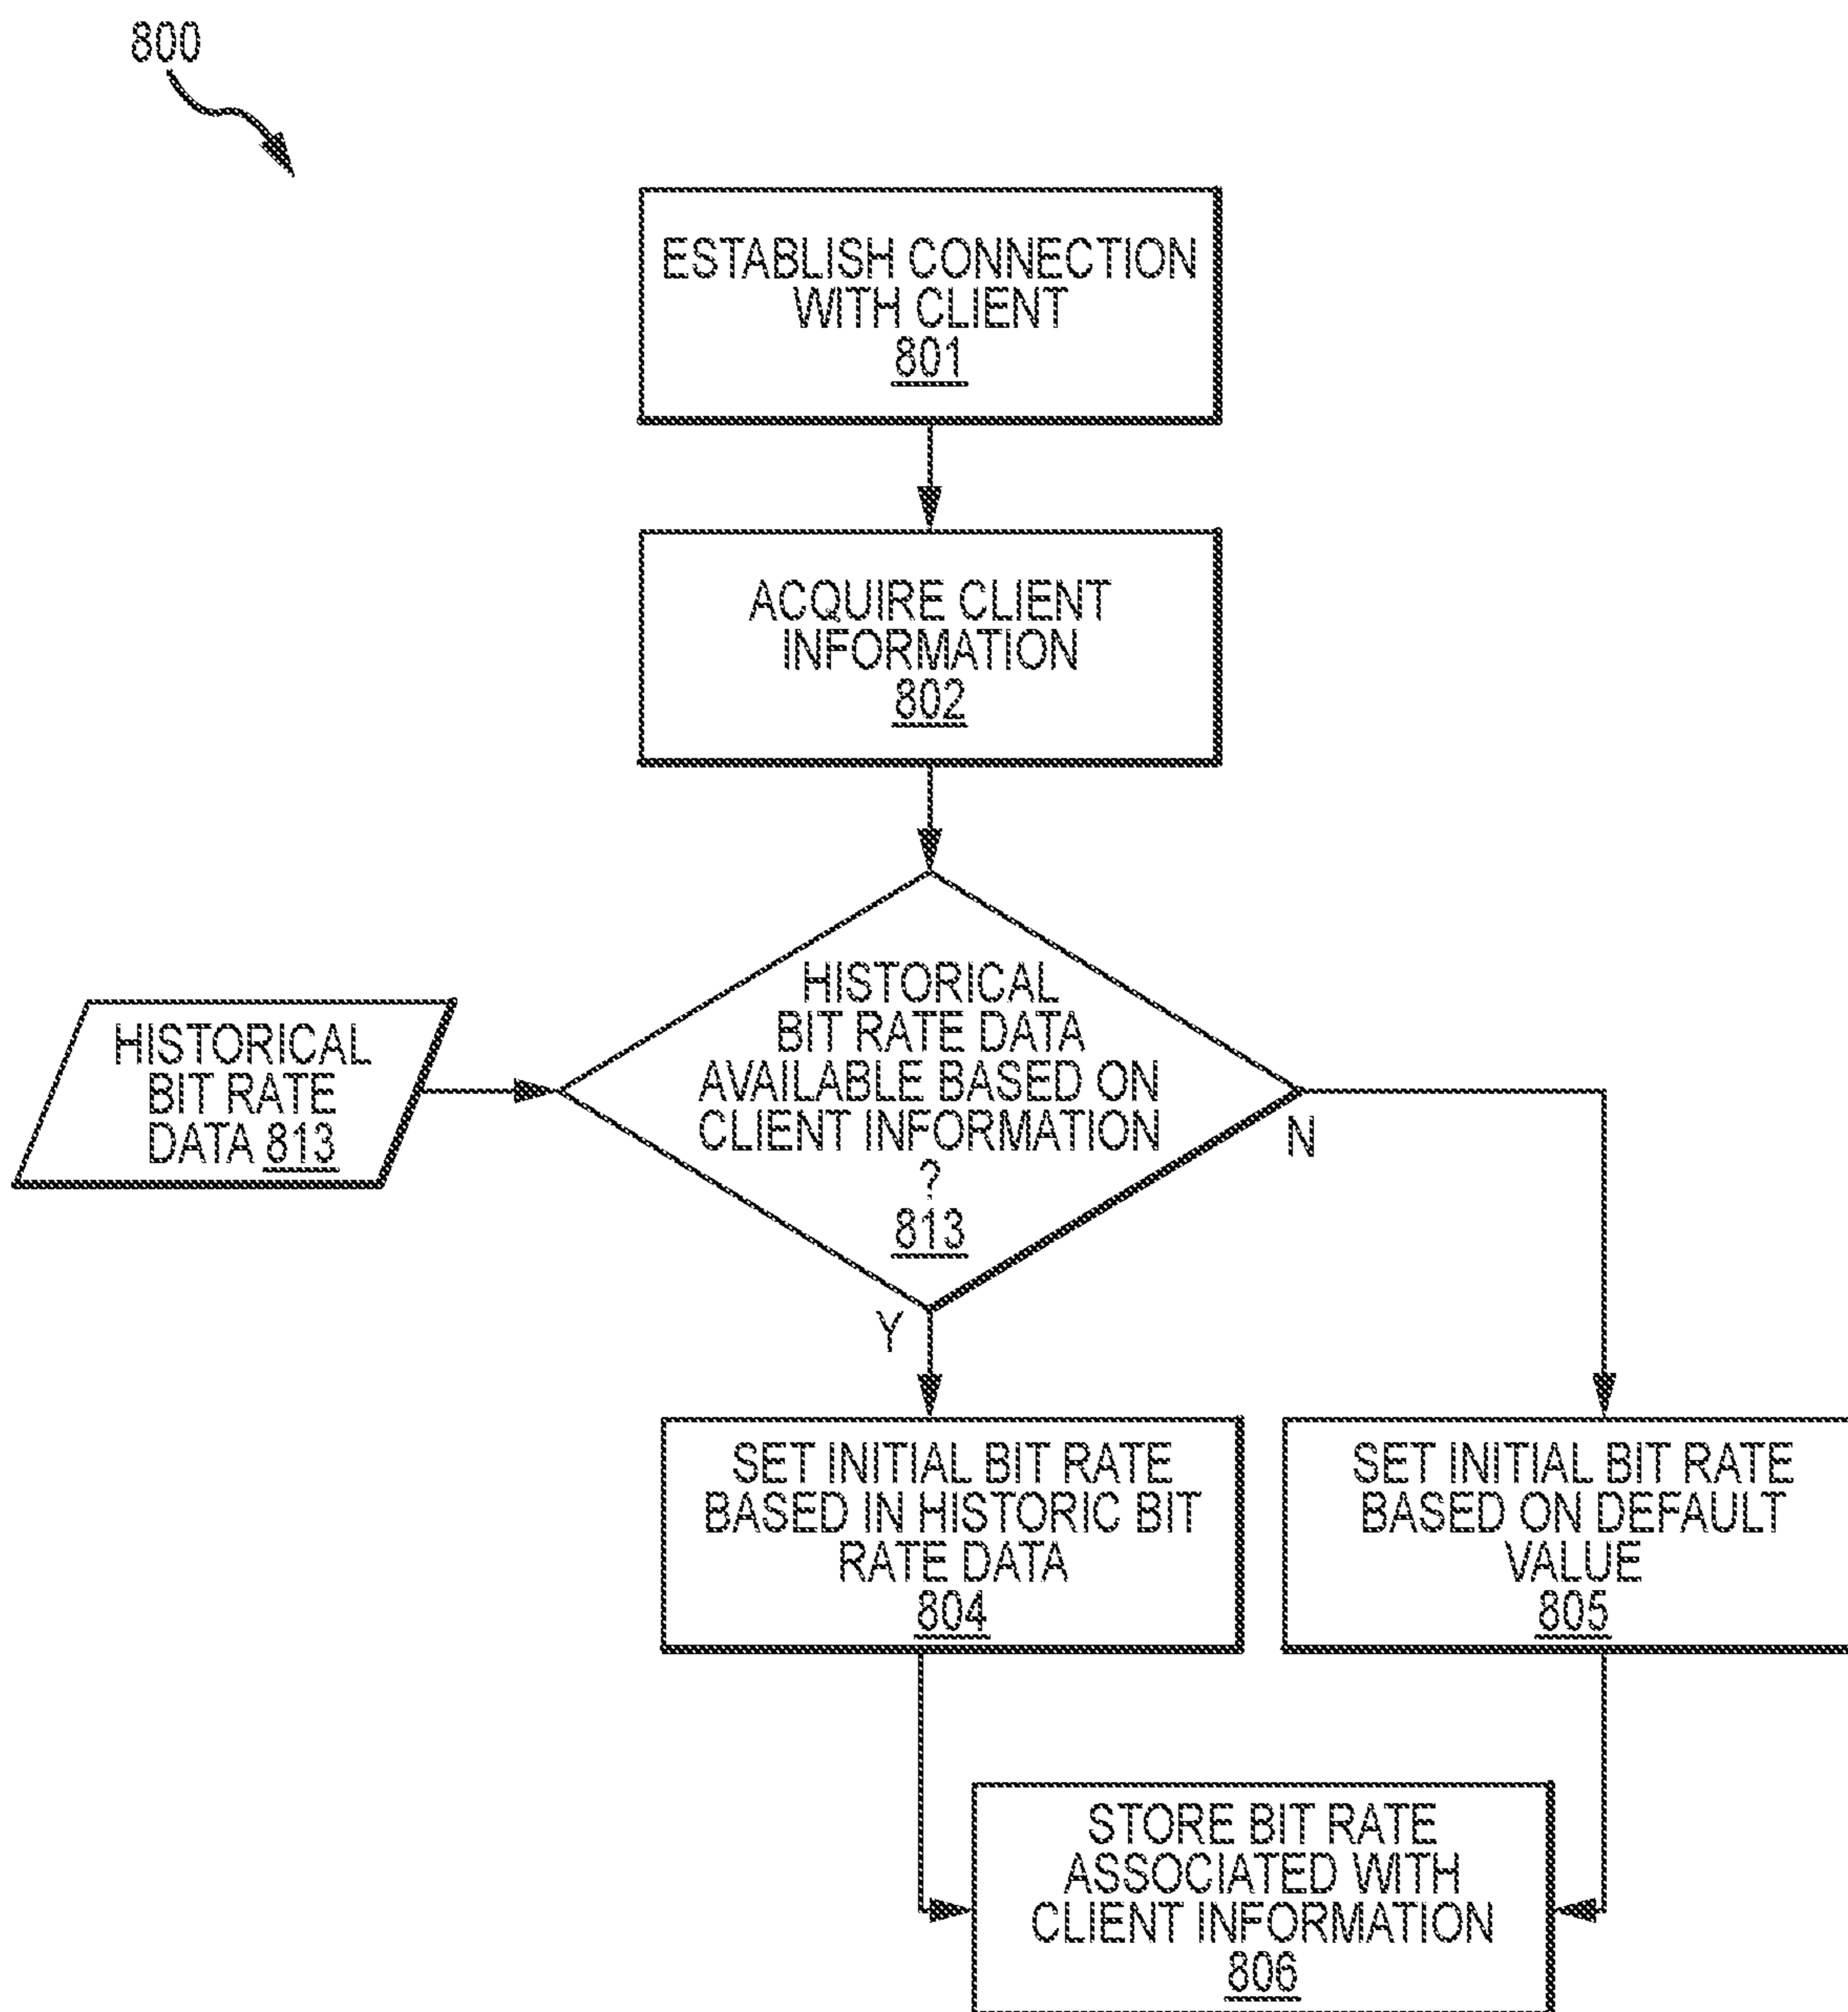 800
ESTABLISH CONNECTION
WITH CLIENT
801
ACQUIRE CLIENT
INFORMATION
802
HISTORICAL
BIT RATE
DATA 813
HISTORICAL
BIT RATE DATA
AVAILABLE BASED ON
CLIENT INFORMATION
?
813
N
Y
SET INITIAL BIT RATE
BASED IN HISTORIC BIT
RATE DATA
804
SET INITIAL BIT RATE
BASED ON DEFAULT
VALUE
805
STORE BIT RATE
ASSOCIATED WITH
CLIENT INFORMATION
806